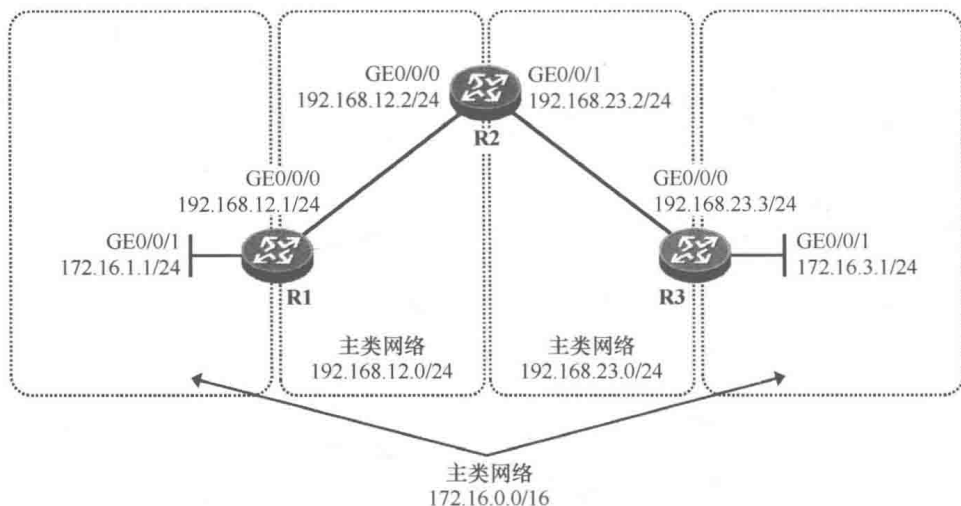 GE0/0/0
192.168.12.2/24
GE0/0/1
192.168.23.2/24
R2
GE0/0/0
192.168.12.1/24
GE0/0/0
192.168.23.3/24
GE0/0/1
172.16.1.1/24
R1
R3
GE0/0/1
172.16.3.1/24
主类网络
192.168.12.0/24
主类网络
192.168.23.0/24
主类网络
172.16.0.0/16